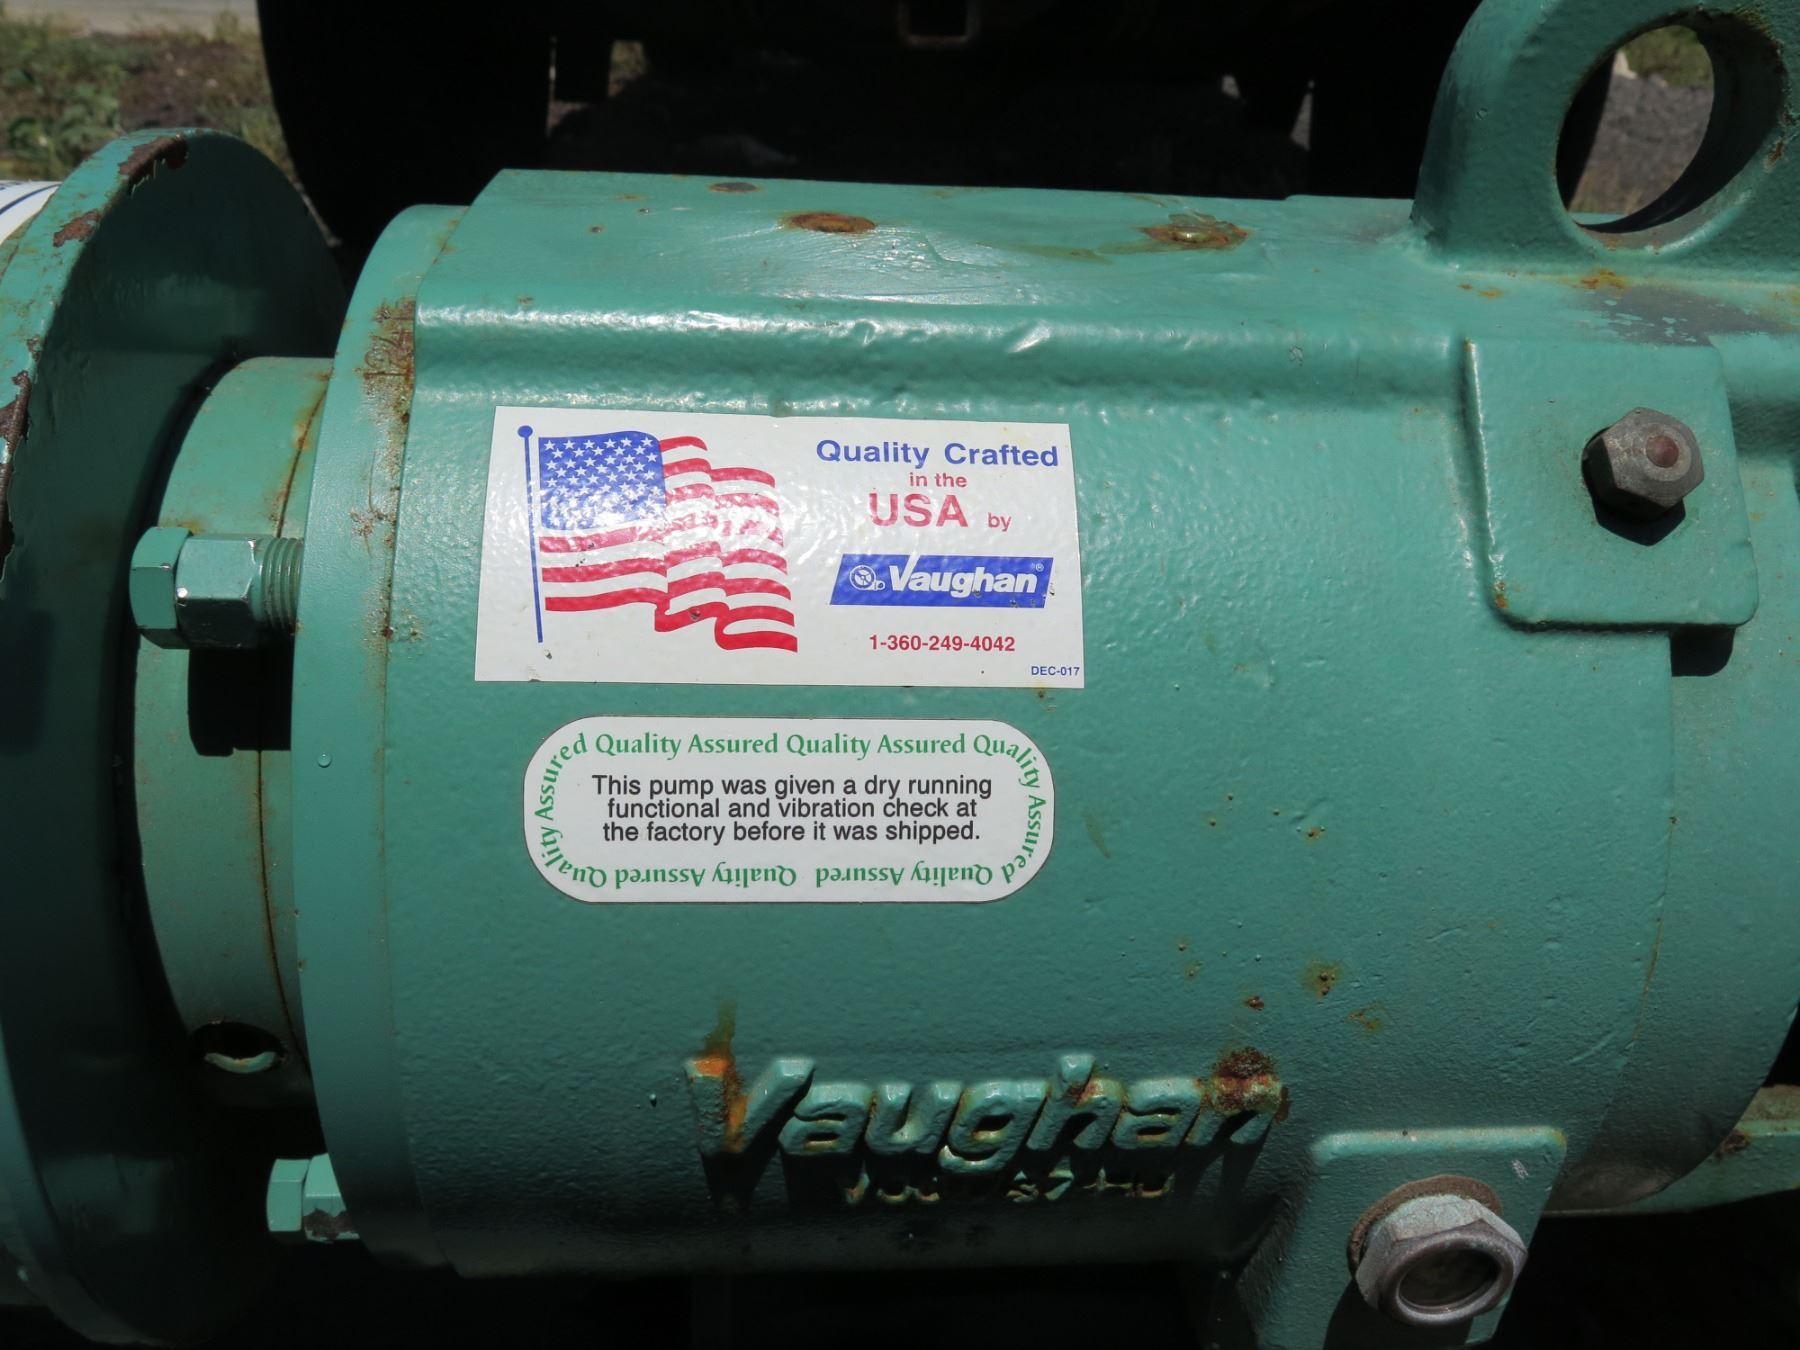 Quality Crafted
in the
USA by
Vaughan®
1-360-249-4042
DEC-017
Quality Assured Quality Assured Quality Assured Quality Assured Quality Assured Quality Assured
This pump was given a dry running
functional and vibration check at
the factory before it was shipped.
Vaughan